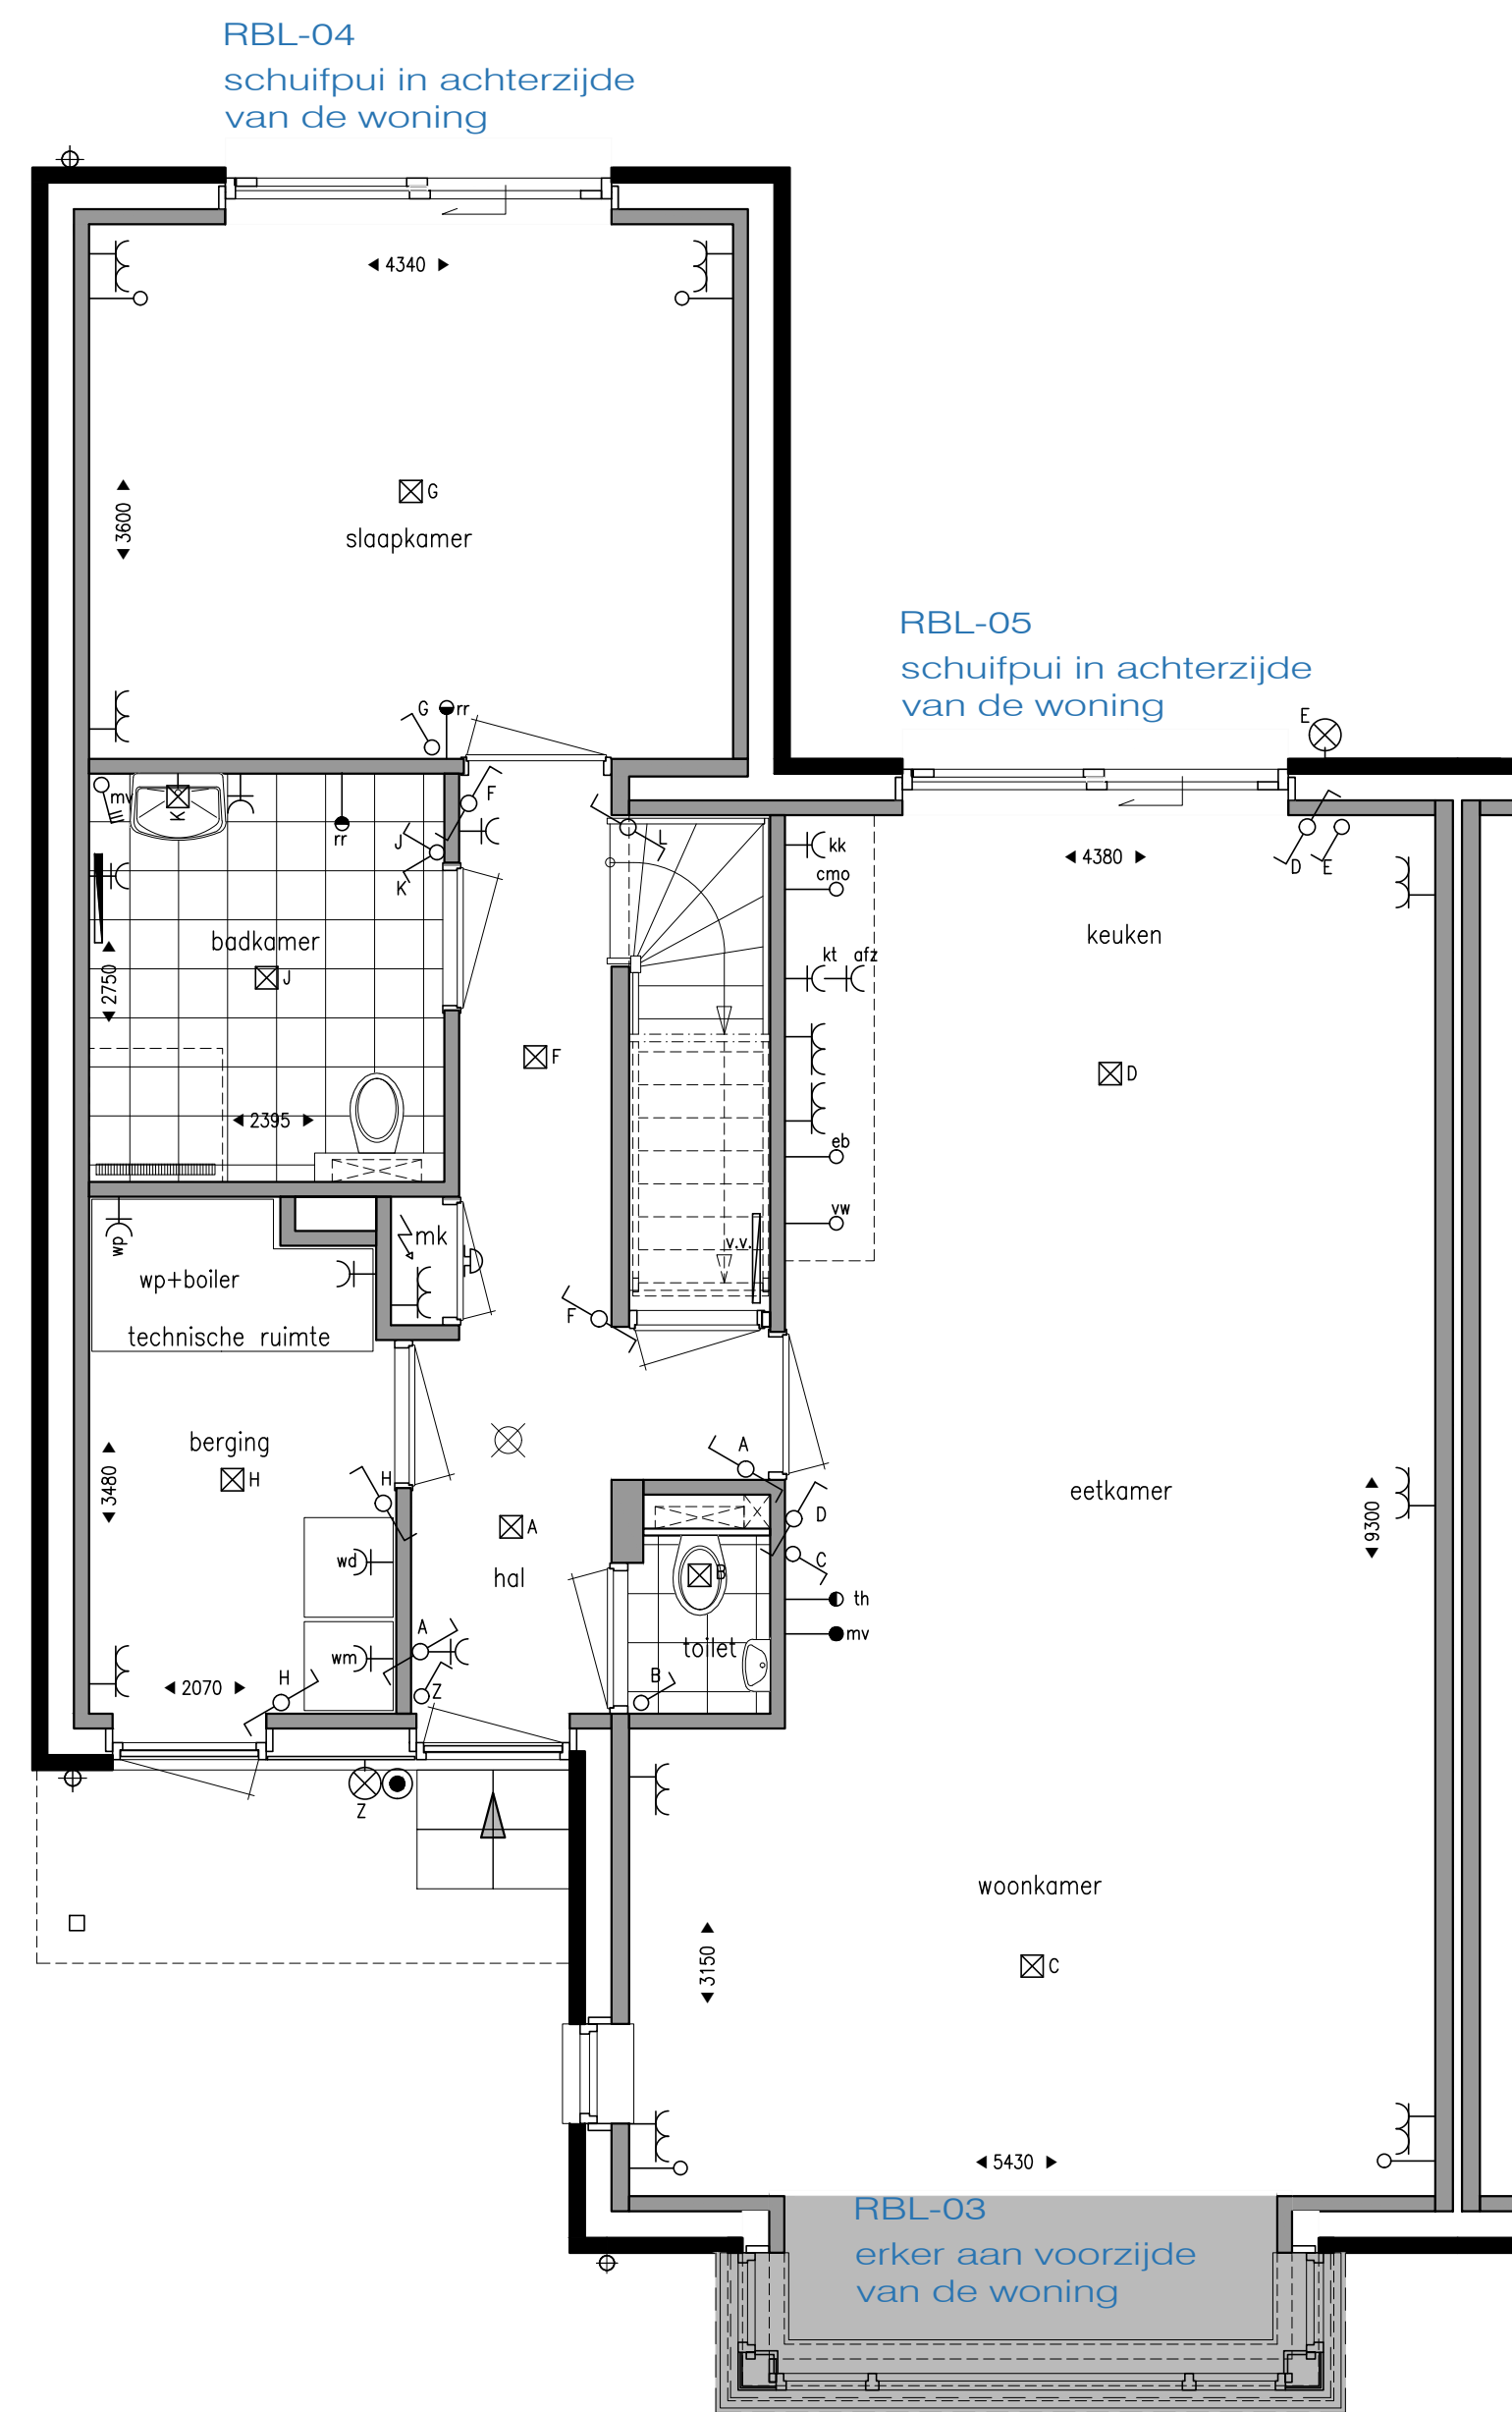 RBL-04
schuifpui in achterzijde
van de woning
4340
3600
G
slaapkamer
RBL-05
schuifpui in achterzijde
van de woning
G
rr
E
mv
K
rr
J
K
F
L
kk
cmo
4380
D
E
badkamer
J
2750
keuken
kt
afz
F
D
2395
eb
vw
wp
mk
v.v.
wp+boiler
technische ruimte
F
berging
H
3480
H
A
eetkamer
9300
A
hal
D
C
wd
B
th
mv
toilet
A
wm
B
H
2070
Z
Z
woonkamer
3150
C
5430
RBL-03
erker aan voorzijde
van de woning